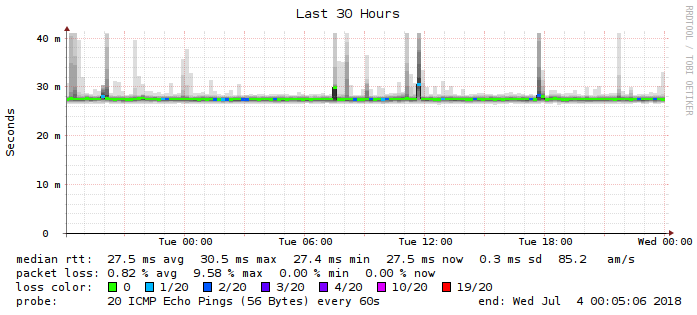 Last 30 Hours
RRDTOOL / TOBI OETIKER
Seconds
40 m
30 m
20 m
10 m
0
Tue 00:00 Tue 06:00 Tue 12:00 Tue 18:00 Wed 00:00
median rtt: 27.5 ms avg 30.5 ms max 27.4 ms min 27.5 ms now 0.3 ms sd 85.2 am/s
packet loss: 0.82 % avg 9.58 % max 0.00 % min 0.00 % now
loss color: 0 1/20 2/20 3/20 4/20 10/20 19/20
probe: 20 ICMP Echo Pings (56 Bytes) every 60s end: Wed Jul 4 00:05:06 2018